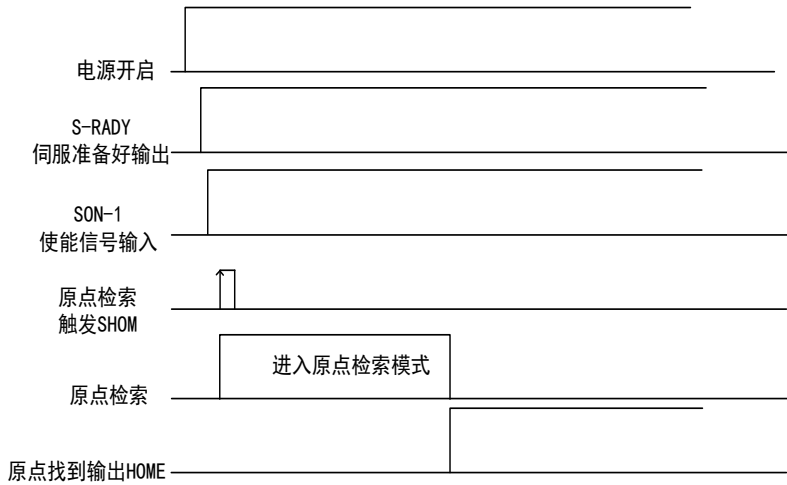 电源开启
S-RADY
伺服准备好输出
SON-1
使能信号输入
原点检索
触发SHOM
进入原点检索模式
原点检索
原点找到输出HOME